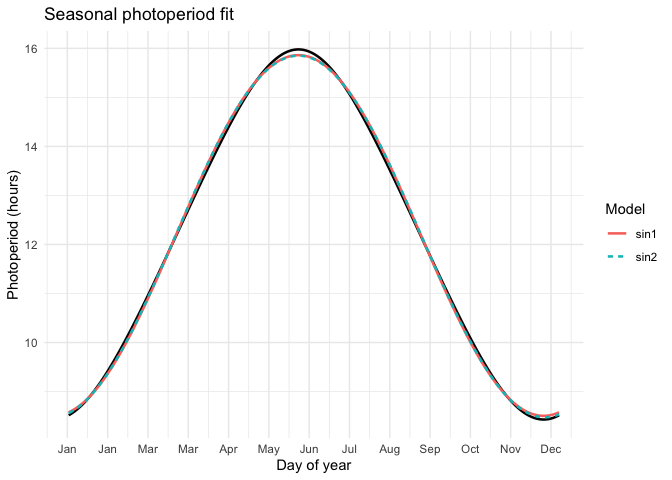 Seasonal photoperiod fit
16
14
12
10
Photoperiod (hours)
Jan Jan Mar Mar Apr May Jun Jul Aug Sep Oct Nov Dec
Day of year
Model
sin1
sin2